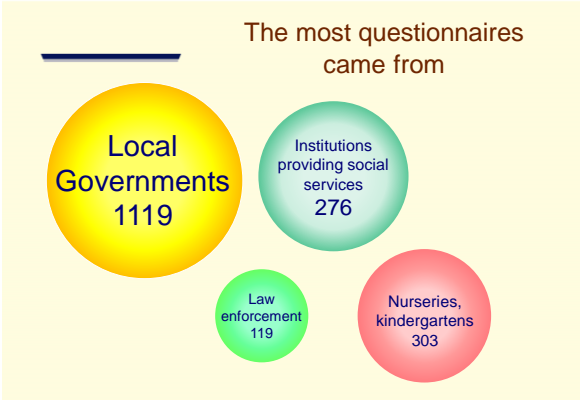 The most questionnaires
came from
Local
Governments
1119
Institutions
providing social
services
276
Law
enforcement
119
Nurseries,
kindergartens
303